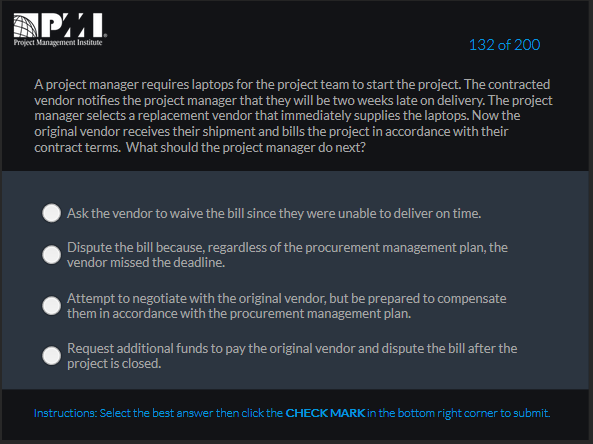 PMI.
Project Management Institute
132 of 200
A project manager requires laptops for the project team to start the project. The contracted
vendor notifies the project manager that they will be two weeks late on delivery. The project
manager selects a replacement vendor that immediately supplies the laptops. Now the
original vendor receives their shipment and bills the project in accordance with their
contract terms. What should the project manager do next?
Ask the vendor to waive the bill since they were unable to deliver on time.
Dispute the bill because, regardless of the procurement management plan, the
vendor missed the deadline.
Attempt to negotiate with the original vendor, but be prepared to compensate
them in accordance with the procurement management plan.
Request additional funds to pay the original vendor and dispute the bill after the
project is closed.
Instructions: Select the best answer then click the CHECK MARK in the bottom right corner to submit.